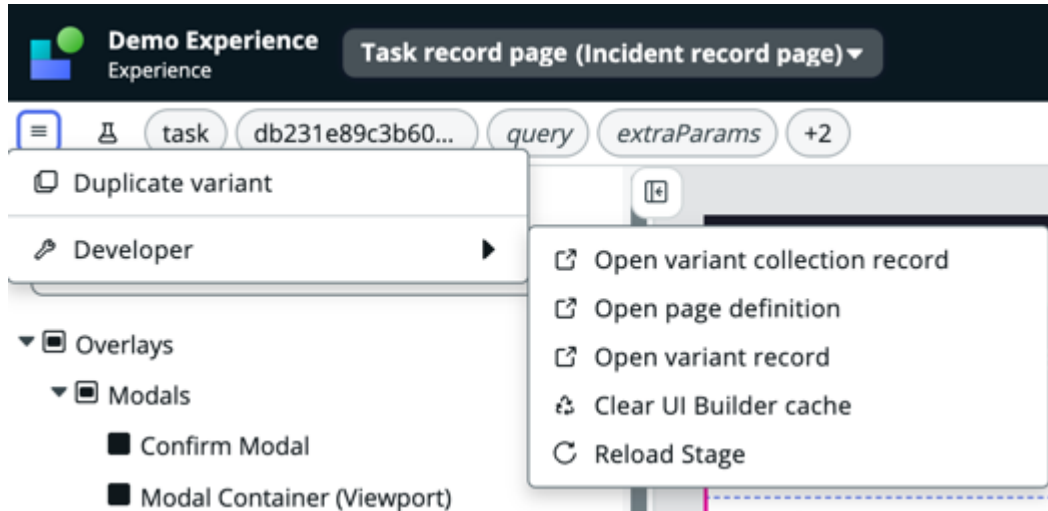 Demo Experience
Experience
Task record page (Incident record page)
task
db231e89c3b60...
query
extraParams
+2
Duplicate variant
Developer
Open variant collection record
Open page definition
Open variant record
Clear UI Builder cache
Reload Stage
Overlays
Modals
Confirm Modal
Modal Container (Viewport)